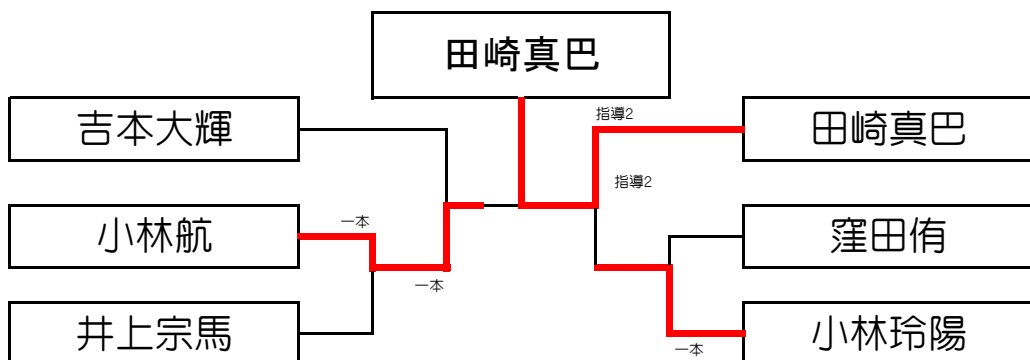 田崎真巴
吉本大輝
小林航
井上宗馬
一本
一本
指導2
指導2
一本
田崎真巴
窪田侑
小林玲陽